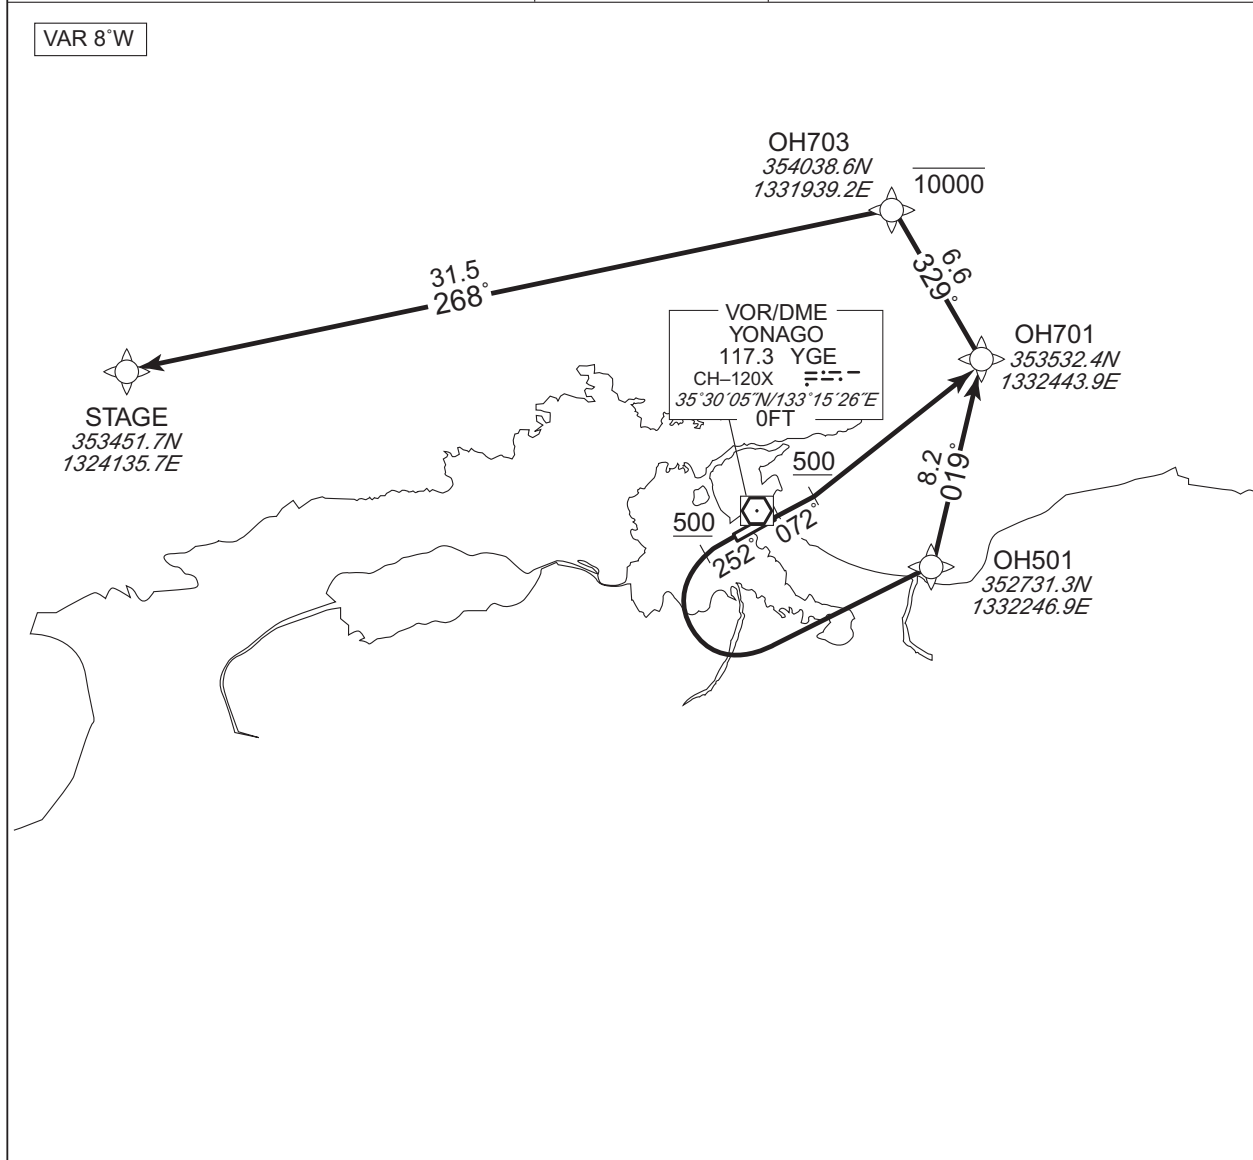 VAR 8˚W
OH703
354038.6N
1331939.2E
10000
31.5
268˚
6.6
329˚
VOR/DME
YONAGO
117.3 YGE
CH–120X
35˚30´05˝N/133˚15´26˝E
0FT
OH701
353532.4N
1332443.9E
STAGE
353451.7N
1324135.7E
500
8.2
019˚
500
072˚
252˚
OH501
352731.3N
1332246.9E